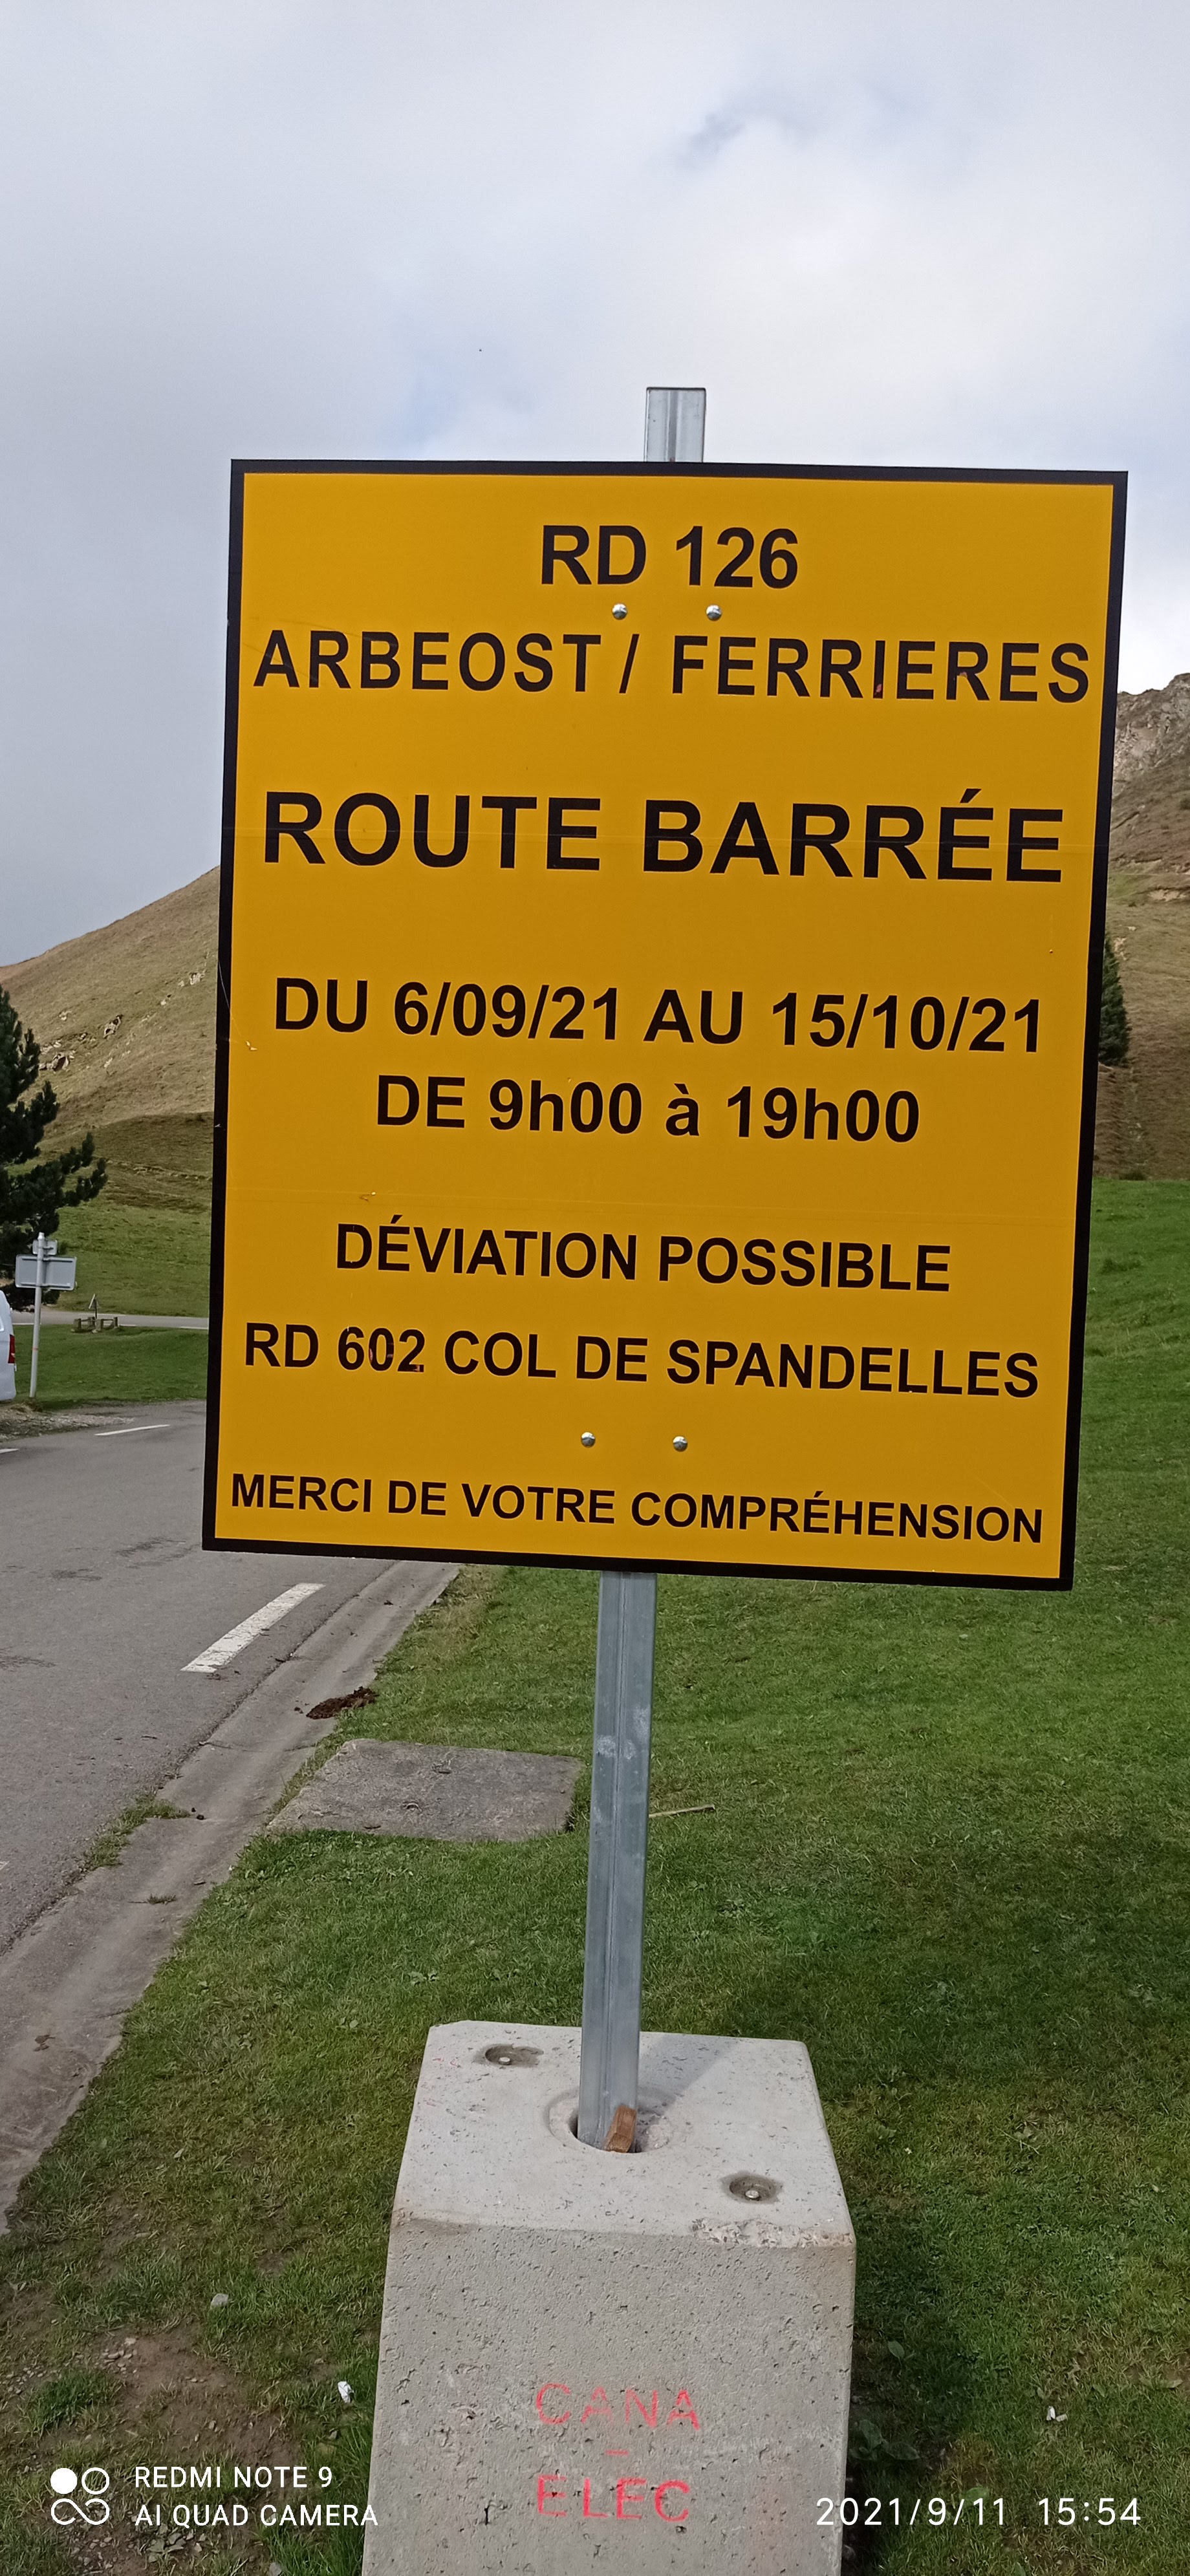 RD 126
ARBEOST / FERRIERES
ROUTE BARRÉE
DU 6/09/21 AU 15/10/21
DE 9h00 à 19h00
DÉVIATION POSSIBLE
RD 602 COL DE SPANDELLES
MERCI DE VOTRE COMPRÉHENSION
CANA
-
ELEC
REDMI NOTE 9
AI QUAD CAMERA
2021/9/11 15:54